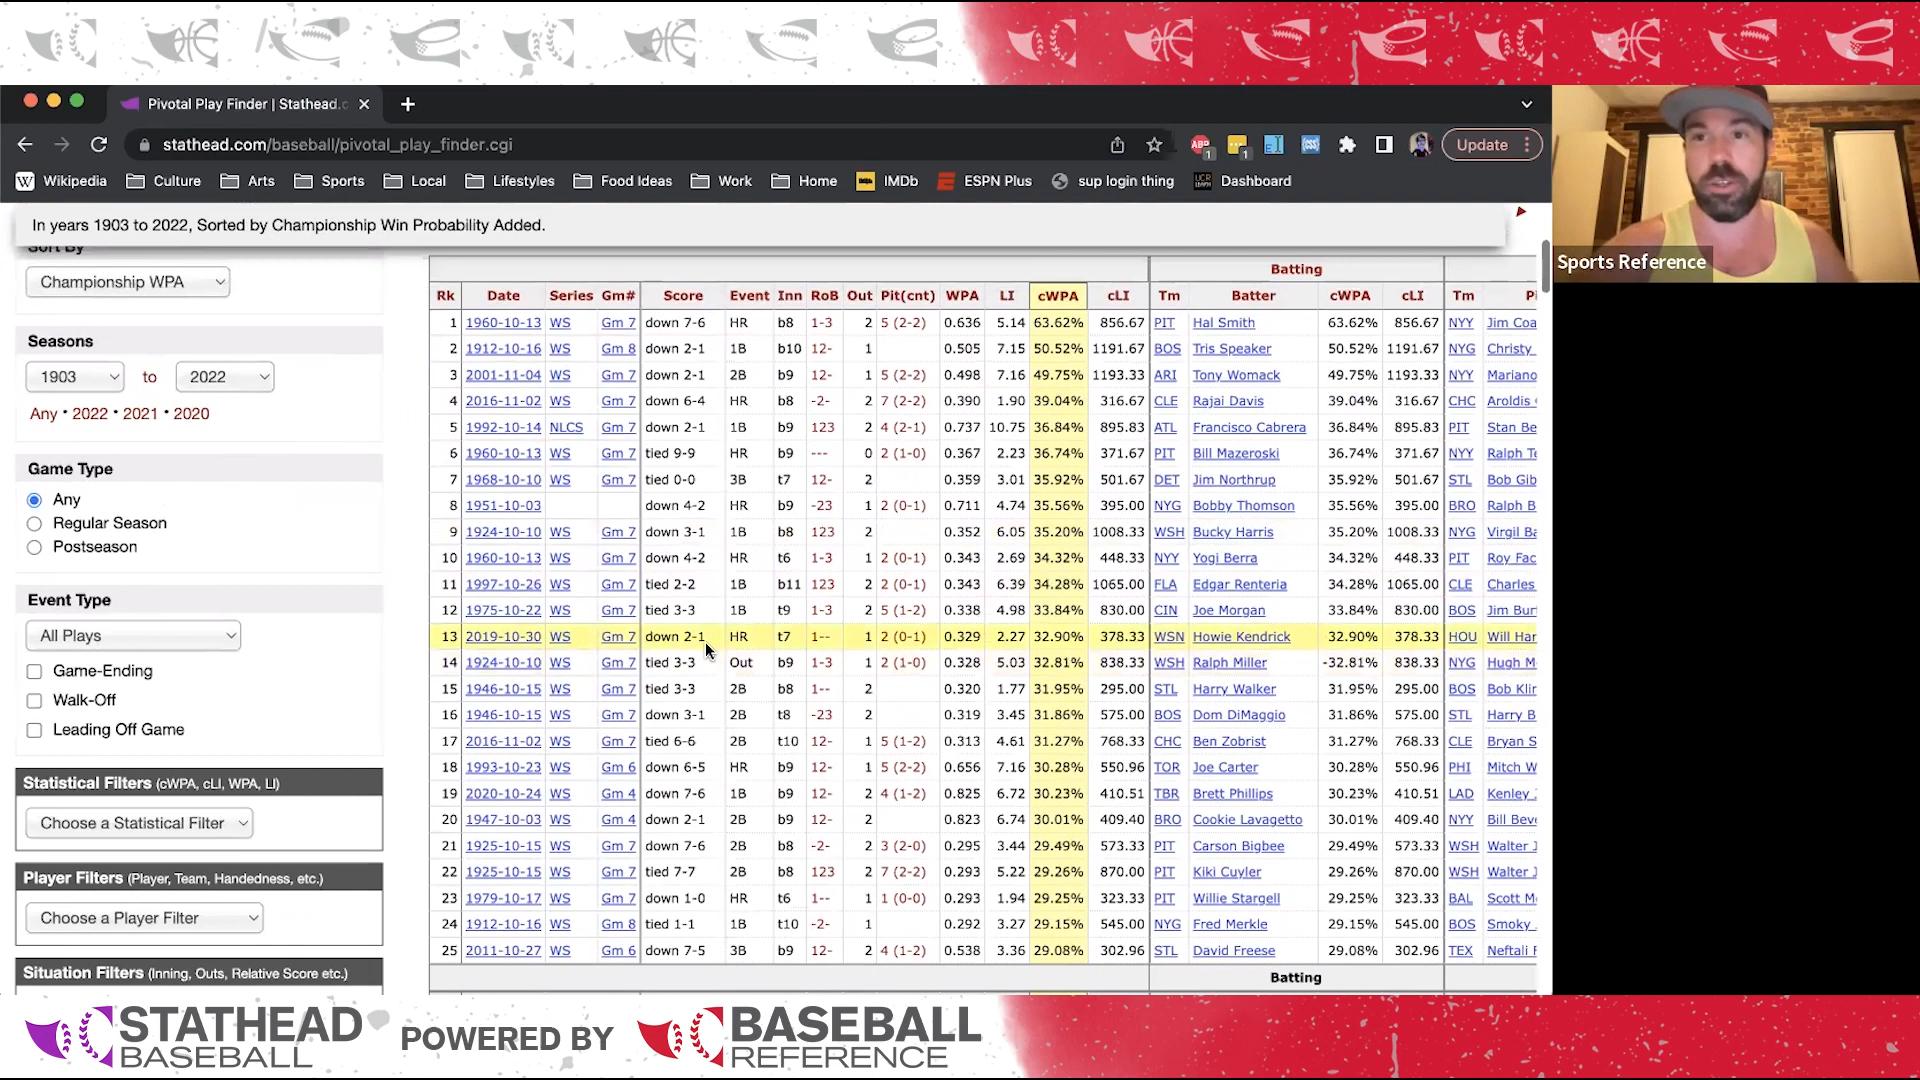 Pivotal Play Finder | Stathead.c
stathead.com/baseball/pivotal_play_finder.cgi
Update
Wikipedia Culture Arts Sports Local Lifestyles Food Ideas Work Home IMDb ESPN Plus sup login thing Dashboard
In years 1903 to 2022, Sorted by Championship Win Probability Added.
Sports Reference
Sort By
Championship WPA
Seasons
1903 to 2022
Any • 2022 • 2021 • 2020
Game Type
Any
Regular Season
Postseason
Event Type
All Plays
Game-Ending
Walk-Off
Leading Off Game
Statistical Filters (cWPA, cLI, WPA, LI)
Choose a Statistical Filter
Player Filters (Player, Team, Handedness, etc.)
Choose a Player Filter
Situation Filters (Inning, Outs, Relative Score etc.)
Batting
Rk Date Series Gm# Score Event Inn RoB Out Pit(cnt) WPA LI cWPA cLI Tm Batter cWPA cLI Tm Pi
1 1960-10-13 WS Gm 7 down 7-6 HR b8 1-3 2 5 (2-2) 0.636 5.14 63.62% 856.67 PIT Hal Smith 63.62% 856.67 NYY Jim Coa
2 1912-10-16 WS Gm 8 down 2-1 1B b10 12- 1 0.505 7.15 50.52% 1191.67 BOS Tris Speaker 50.52% 1191.67 NYG Christy
3 2001-11-04 WS Gm 7 down 2-1 2B b9 12- 1 5 (2-2) 0.498 7.16 49.75% 1193.33 ARI Tony Womack 49.75% 1193.33 NYY Mariano
4 2016-11-02 WS Gm 7 down 6-4 HR b8 -2- 2 7 (2-2) 0.390 1.90 39.04% 316.67 CLE Rajai Davis 39.04% 316.67 CHC Aroldis
5 1992-10-14 NLCS Gm 7 down 2-1 1B b9 123 2 4 (2-1) 0.737 10.75 36.84% 895.83 ATL Francisco Cabrera 36.84% 895.83 PIT Stan Be
6 1960-10-13 WS Gm 7 tied 9-9 HR b9 --- 0 2 (1-0) 0.367 2.23 36.74% 371.67 PIT Bill Mazeroski 36.74% 371.67 NYY Ralph Te
7 1968-10-10 WS Gm 7 tied 0-0 3B t7 12- 2 0.359 3.01 35.92% 501.67 DET Jim Northrup 35.92% 501.67 STL Bob Gib
8 1951-10-03 down 4-2 HR b9 -23 1 2 (0-1) 0.711 4.74 35.56% 395.00 NYG Bobby Thomson 35.56% 395.00 BRO Ralph B
9 1924-10-10 WS Gm 7 down 3-1 1B b8 123 2 0.352 6.05 35.20% 1008.33 WSH Bucky Harris 35.20% 1008.33 NYG Virgil Ba
10 1960-10-13 WS Gm 7 down 4-2 HR t6 1-3 1 2 (0-1) 0.343 2.69 34.32% 448.33 NYY Yogi Berra 34.32% 448.33 PIT Roy Fac
11 1997-10-26 WS Gm 7 tied 2-2 1B b11 123 2 2 (0-1) 0.343 6.39 34.28% 1065.00 FLA Edgar Renteria 34.28% 1065.00 CLE Charles
12 1975-10-22 WS Gm 7 tied 3-3 1B t9 1-3 2 5 (1-2) 0.338 4.98 33.84% 830.00 CIN Joe Morgan 33.84% 830.00 BOS Jim Bur
13 2019-10-30 WS Gm 7 down 2-1 HR t7 1-- 1 2 (0-1) 0.329 2.27 32.90% 378.33 WSN Howie Kendrick 32.90% 378.33 HOU Will Har
14 1924-10-10 WS Gm 7 tied 3-3 Out b9 1-3 1 2 (1-0) 0.328 5.03 32.81% 838.33 WSH Ralph Miller -32.81% 838.33 NYG Hugh M
15 1946-10-15 WS Gm 7 tied 3-3 2B b8 1-- 2 0.320 1.77 31.95% 295.00 STL Harry Walker 31.95% 295.00 BOS Bob Klin
16 1946-10-15 WS Gm 7 down 3-1 2B t8 -23 2 0.319 3.45 31.86% 575.00 BOS Dom DiMaggio 31.86% 575.00 STL Harry B
17 2016-11-02 WS Gm 7 tied 6-6 2B t10 12- 1 5 (1-2) 0.313 4.61 31.27% 768.33 CHC Ben Zobrist 31.27% 768.33 CLE Bryan S
18 1993-10-23 WS Gm 6 down 6-5 HR b9 12- 1 5 (2-2) 0.656 7.16 30.28% 550.96 TOR Joe Carter 30.28% 550.96 PHI Mitch W
19 2020-10-24 WS Gm 4 down 7-6 1B b9 12- 2 4 (1-2) 0.825 6.72 30.23% 410.51 TBR Brett Phillips 30.23% 410.51 LAD Kenley
20 1947-10-03 WS Gm 4 down 2-1 2B b9 12- 2 0.823 6.74 30.01% 409.40 BRO Cookie Lavagetto 30.01% 409.40 NYY Bill Beve
21 1925-10-15 WS Gm 7 down 7-6 2B b8 -2- 2 3 (2-0) 0.295 3.44 29.49% 573.33 PIT Carson Bigbee 29.49% 573.33 WSH Walter J
22 1925-10-15 WS Gm 7 tied 7-7 2B b8 123 2 7 (2-2) 0.293 5.22 29.26% 870.00 PIT Kiki Cuyler 29.26% 870.00 WSH Walter J
23 1979-10-17 WS Gm 7 down 1-0 HR t6 1-- 1 1 (0-0) 0.293 1.94 29.25% 323.33 PIT Willie Stargell 29.25% 323.33 BAL Scott M
24 1912-10-16 WS Gm 8 tied 1-1 1B t10 -2- 1 0.292 3.27 29.15% 545.00 NYG Fred Merkle 29.15% 545.00 BOS Smoky
25 2011-10-27 WS Gm 6 down 7-5 3B b9 12- 2 4 (1-2) 0.538 3.36 29.08% 302.96 STL David Freese 29.08% 302.96 TEX Neftali F
Batting
STATHEAD BASEBALL POWERED BY BASEBALL REFERENCE